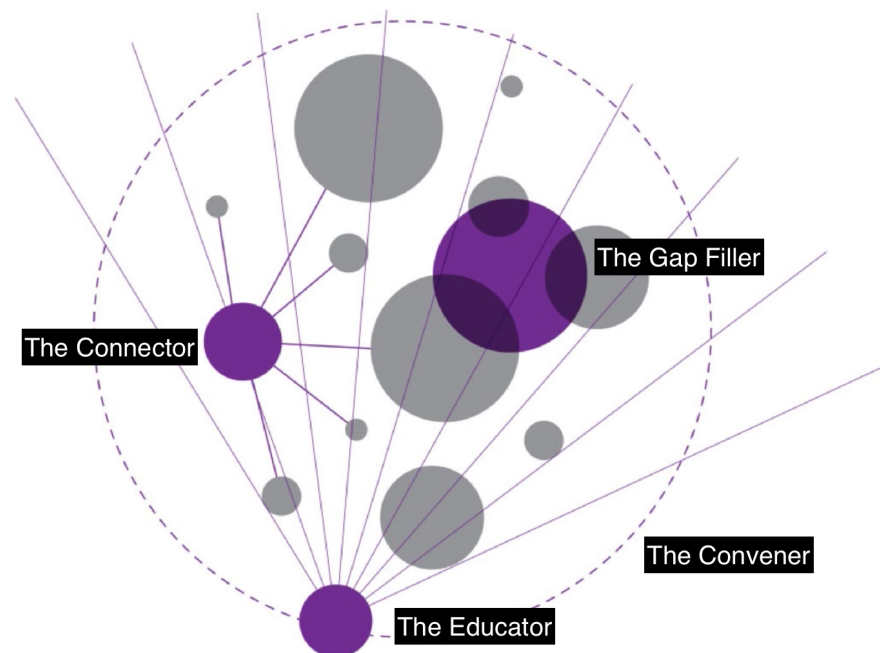 The Gap Filler
The Connector
The Convener
The Educator